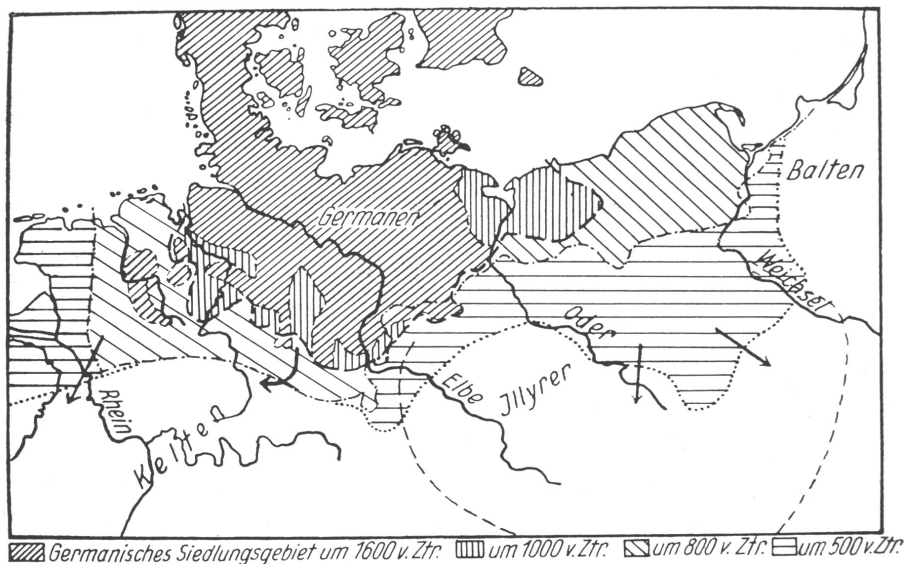 Germanen
Balten
Weichsel
Oder
Elbe
Illyrer
Rhein
Kelten
Germanisches Siedlungsgebiet um 1600 v. Ztr. um 1000 v. Ztr. um 800 v. Ztr. um 500 v. Ztr.